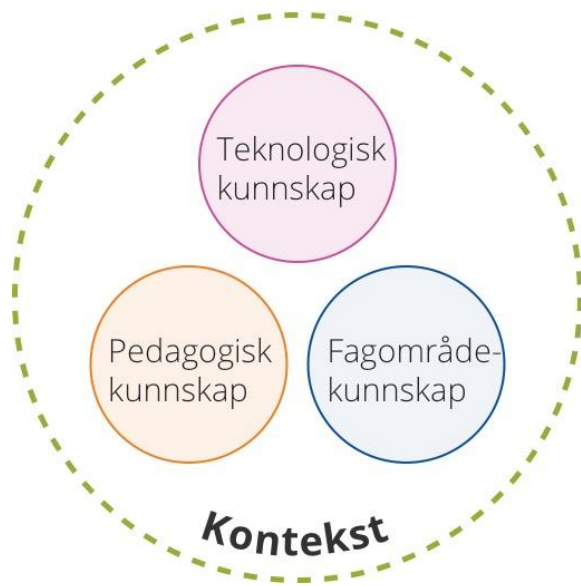 Teknologisk
kunnskap
Pedagogisk
kunnskap
Fagområde-
kunnskap
Kontekst